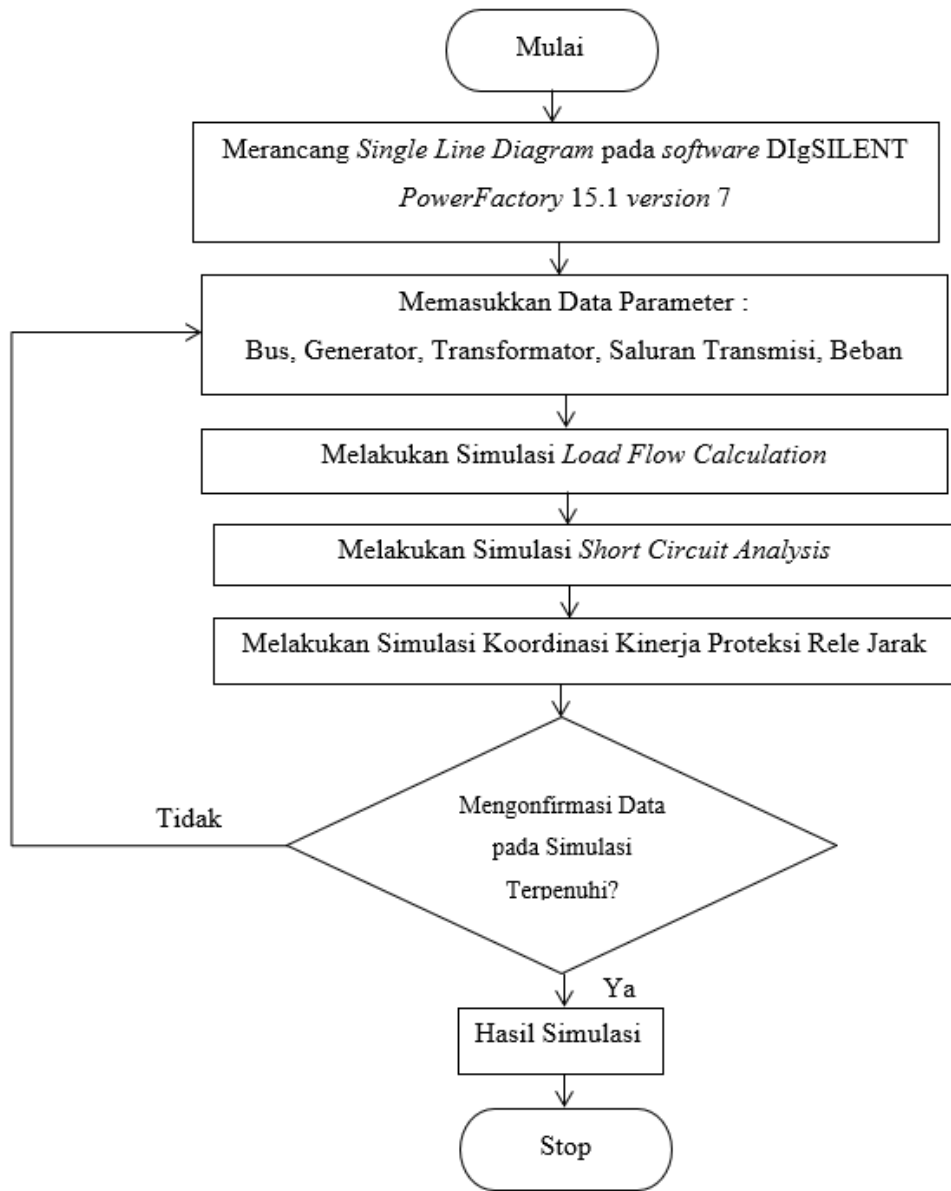 Mulai
Merancang Single Line Diagram pada software DIgSILENT
PowerFactory 15.1 version 7
Memasukkan Data Parameter :
Bus, Generator, Transformator, Saluran Transmisi, Beban
Melakukan Simulasi Load Flow Calculation
Melakukan Simulasi Short Circuit Analysis
Melakukan Simulasi Koordinasi Kinerja Proteksi Rele Jarak
Tidak
Mengonfirmasi Data
pada Simulasi
Terpenuhi?
Ya
Hasil Simulasi
Stop